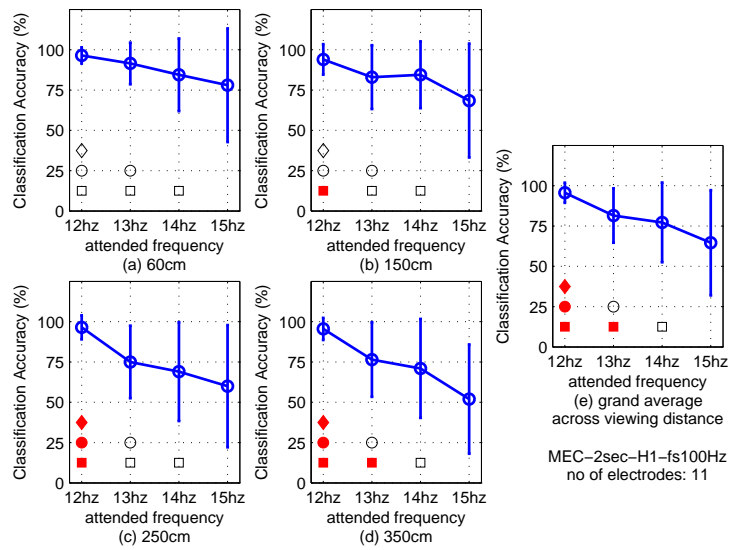 Classification Accuracy (%)
100
75
50
25
0
12hz 13hz 14hz 15hz
attended frequency
(a) 60cm
Classification Accuracy (%)
100
75
50
25
0
12hz 13hz 14hz 15hz
attended frequency
(b) 150cm
Classification Accuracy (%)
100
75
50
25
0
12hz 13hz 14hz 15hz
attended frequency
(c) 250cm
Classification Accuracy (%)
100
75
50
25
0
12hz 13hz 14hz 15hz
attended frequency
(d) 350cm
Classification Accuracy (%)
100
75
50
25
0
12hz 13hz 14hz 15hz
attended frequency
(e) grand average
across viewing distance
MEC−2sec−H1−fs100Hz
no of electrodes: 11